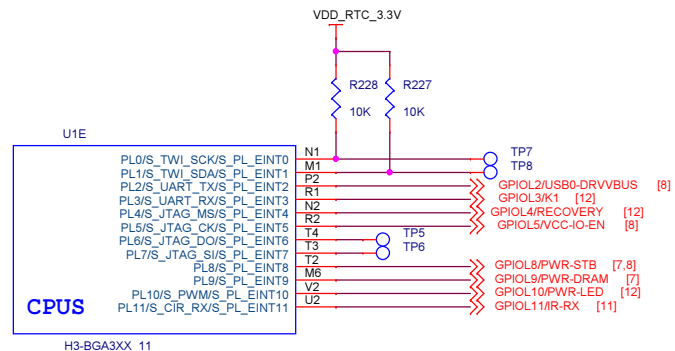 VDD_RTC_3.3V
R228
R227
10K
10K
U1E
PL0/S_TWI_SCK/S_PL_EINT0 N1 TP7
PL1/S_TWI_SDA/S_PL_EINT1 M1 TP8
PL2/S_UART_TX/S_PL_EINT2 P2 GPIOL2/USB0-DRVVBUS [8]
PL3/S_UART_RX/S_PL_EINT3 R1 GPIOL3/K1 [12]
PL4/S_JTAG_MS/S_PL_EINT4 N2 GPIOL4/RECOVERY [12]
PL5/S_JTAG_CK/S_PL_EINT5 R2 GPIOL5/VCC-IO-EN [8]
PL6/S_JTAG_DO/S_PL_EINT6 T4 TP5
PL7/S_JTAG_SI/S_PL_EINT7 T3 TP6
PL8/S_PL_EINT8 T2 GPIOL8/PWR-STB [7,8]
PL9/S_PL_EINT9 M6 GPIOL9/PWR-DRAM [7]
PL10/S_PWM/S_PL_EINT10 V2 GPIOL10/PWR-LED [12]
PL11/S_CIR_RX/S_PL_EINT11 U2 GPIOL11/IR-RX [11]
CPUS
H3-BGA3XX_11